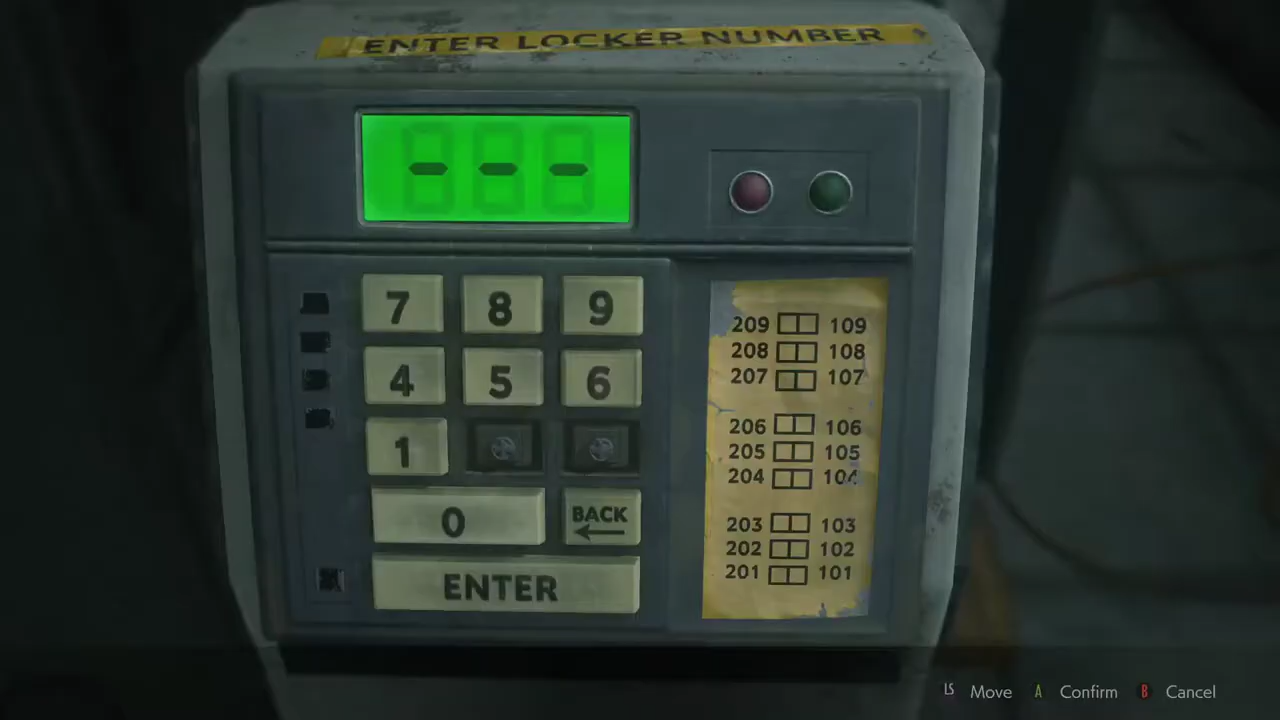 ENTER LOCKER NUMBER
---
7 8 9
4 5 6
1
0 BACK
ENTER
209 109
208 108
207 107
206 106
205 105
204 104
203 103
202 102
201 101
LS Move A Confirm B Cancel